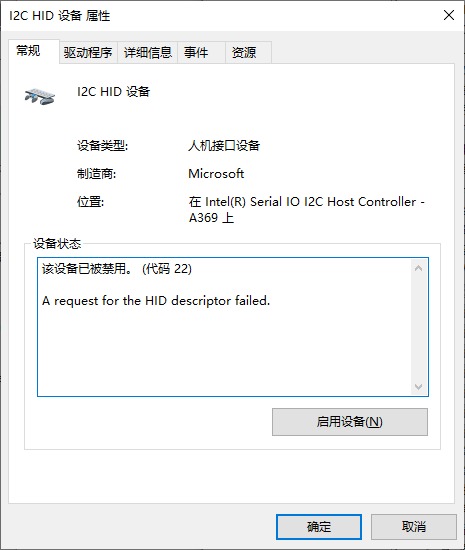 I2C HID 设备 属性
常规 驱动程序 详细信息 事件 资源
I2C HID 设备
设备类型: 人机接口设备
制造商: Microsoft
位置: 在 Intel(R) Serial IO I2C Host Controller -
A369 上
设备状态
该设备已被禁用。 (代码 22)
A request for the HID descriptor failed.
启用设备(N)
确定 取消